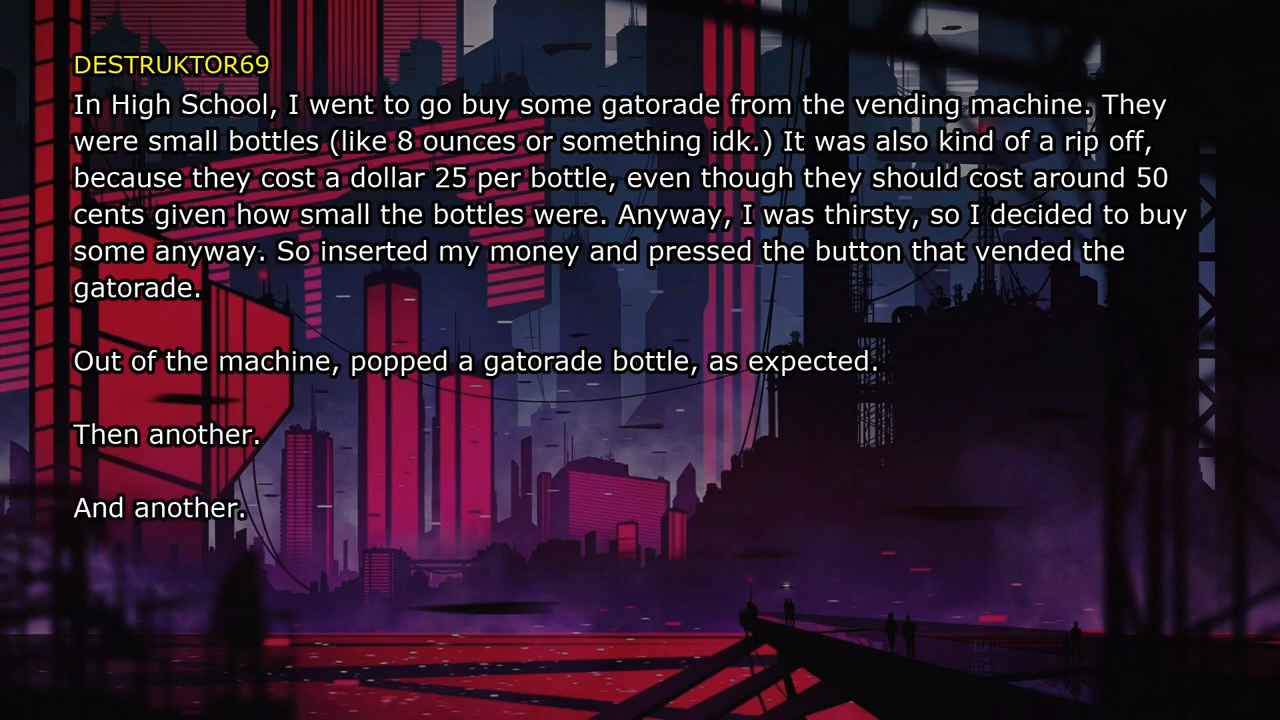 DESTRUKTOR69
In High School, I went to go buy some gatorade from the vending machine. They
were small bottles (like 8 ounces or something idk.) It was also kind of a rip off,
because they cost a dollar 25 per bottle, even though they should cost around 50
cents given how small the bottles were. Anyway, I was thirsty, so I decided to buy
some anyway. So inserted my money and pressed the button that vended the
gatorade.
Out of the machine, popped a gatorade bottle, as expected.
Then another.
And another.